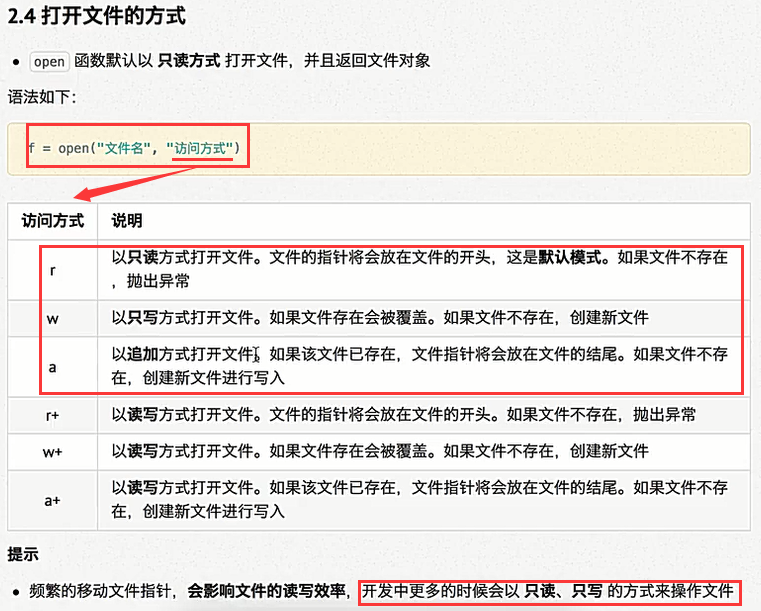 2.4 打开文件的方式
• open 函数默认以 只读方式 打开文件，并且返回文件对象
语法如下：
f = open("文件名", "访问方式")
访问方式 说明
r 以只读方式打开文件。文件的指针将会放在文件的开头，这是默认模式。如果文件不存在
，抛出异常
w 以只写方式打开文件。如果文件存在会被覆盖。如果文件不存在，创建新文件
a 以追加方式打开文件。如果该文件已存在，文件指针将会放在文件的结尾。如果文件不存
在，创建新文件进行写入
r+ 以读写方式打开文件。文件的指针将会放在文件的开头。如果文件不存在，抛出异常
w+ 以读写方式打开文件。如果文件存在会被覆盖。如果文件不存在，创建新文件
a+ 以读写方式打开文件。如果该文件已存在，文件指针将会放在文件的结尾。如果文件不存
在，创建新文件进行写入
提示
• 频繁的移动文件指针，会影响文件的读写效率，开发中更多的时候会以 只读、只写 的方式来操作文件